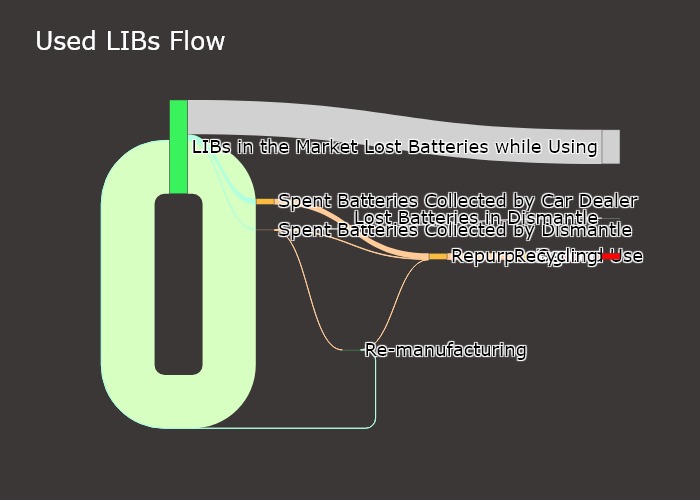 Used LIBs Flow
LIBs in the Market
Lost Batteries while Using
Spent Batteries Collected by Car Dealer
Lost Batteries in Dismantle
Spent Batteries Collected by Dismantle
Recycling
Use
Re-manufacturing